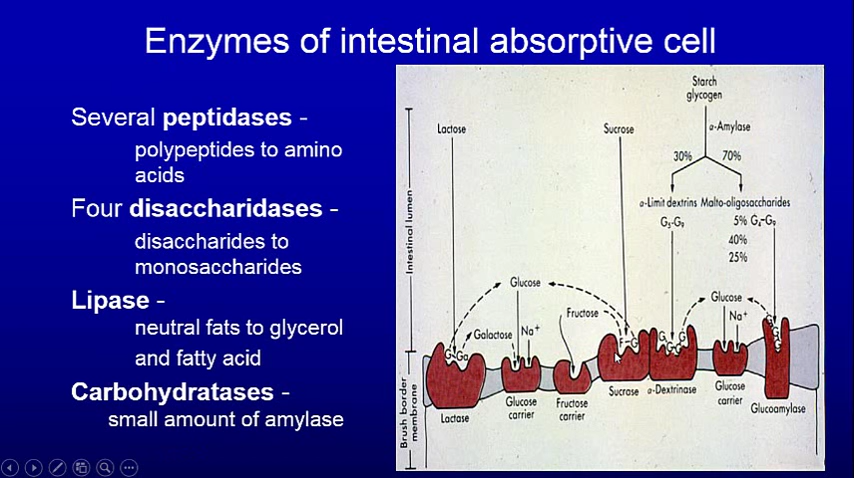 Enzymes of intestinal absorptive cell
Several peptidases -
polypeptides to amino
acids
Four disaccharidases -
disaccharides to
monosaccharides
Lipase -
neutral fats to glycerol
and fatty acid
Carbohydratases -
small amount of amylase
Starch
glycogen
α-Amylase
30% 70%
Lactose
Sucrose
α-Limit dextrins Malto-oligosaccharides
G5-G9
5%
40%
25%
Intestinal lumen
Glucose
Glucose
Fructose
Galactose
Na+
Na+
G Ga
F G
G G G
G G G
Brush border
membrane
Lactase
Glucose
carrier
Fructose
carrier
Sucrase
α-Dextrinase
Glucose
carrier
Glucoamylase